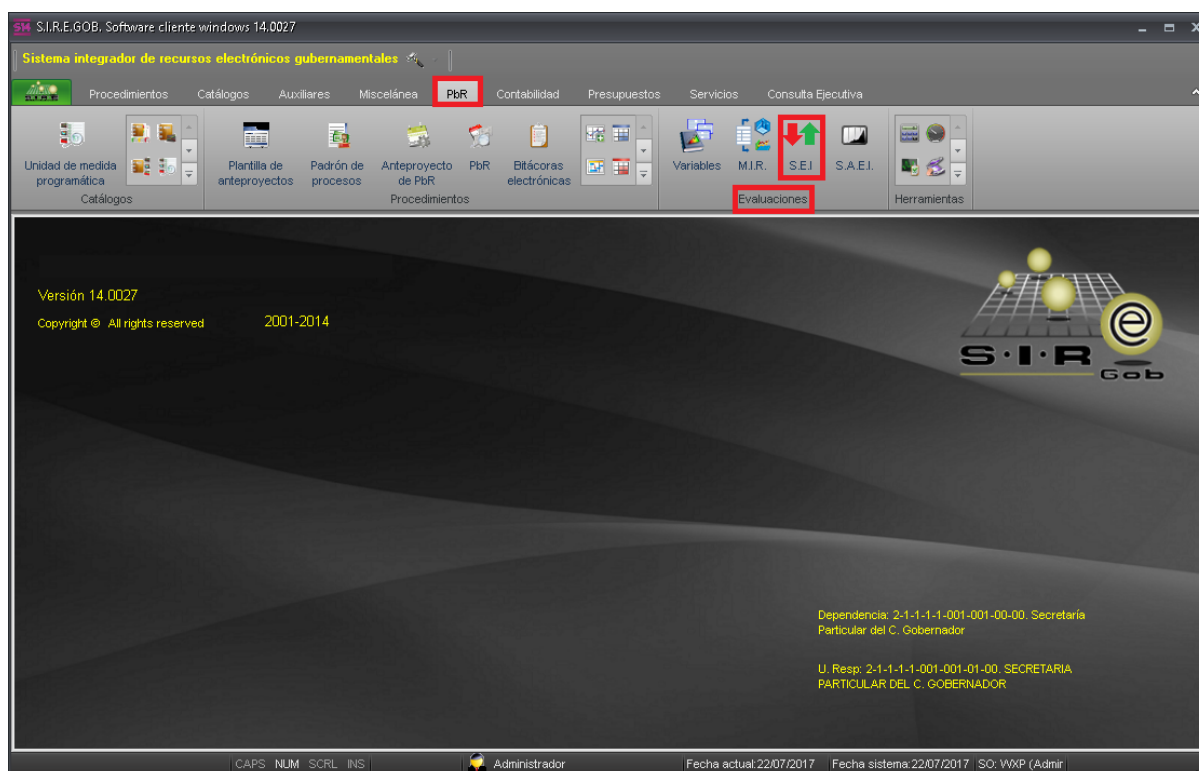 S.I.R.E.GOB. Software cliente windows 14.0027
Sistema integrador de recursos electrónicos gubernamentales
Procedimientos Catálogos Auxiliares Miscelánea PbR Contabilidad Presupuestos Servicios Consulta Ejecutiva
Unidad de medida programática
Plantilla de anteproyectos
Padrón de procesos
Anteproyecto de PbR
PbR
Bitácoras electrónicas
Variables
M.I.R.
S.E.I
S.A.E.I.
Catálogos Procedimientos Evaluaciones Herramientas
Versión 14.0027
Copyright © All rights reserved 2001-2014
S·I·R e
Gob
Dependencia: 2-1-1-1-1-001-001-00-00. Secretaría
Particular del C. Gobernador
U. Resp: 2-1-1-1-1-001-001-01-00. SECRETARIA
PARTICULAR DEL C. GOBERNADOR
CAPS NUM SCRL INS Administrador Fecha actual:22/07/2017 Fecha sistema:22/07/2017 SO: WXP (Admir